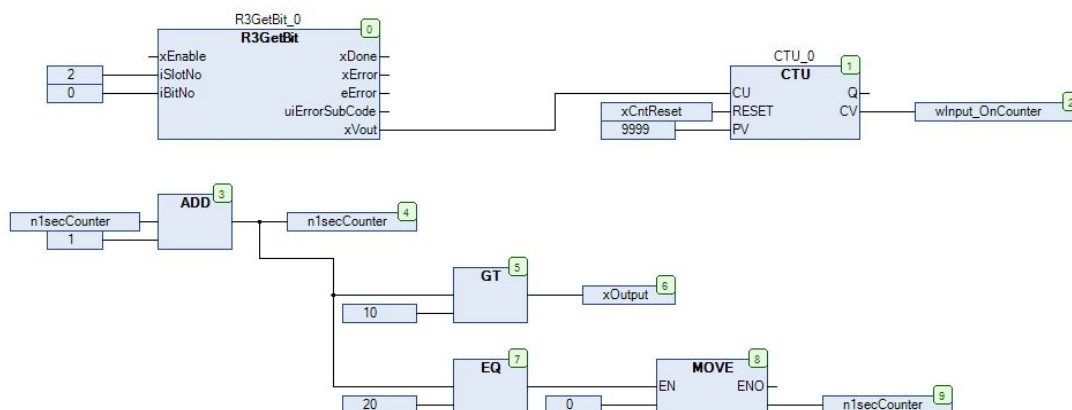 R3GetBit_0
R3GetBit 0
xEnable xDone
2 iSlotNo xError
0 iBitNo eError
uiErrorSubCode
xVout
CTU_0
CTU 1
CU Q
xCntReset RESET CV wInput_OnCounter 2
9999 PV
ADD 3
n1secCounter n1secCounter 4
1
GT 5
10 xOutput 6
EQ 7 MOVE 8
EN ENO
20 0 n1secCounter 9